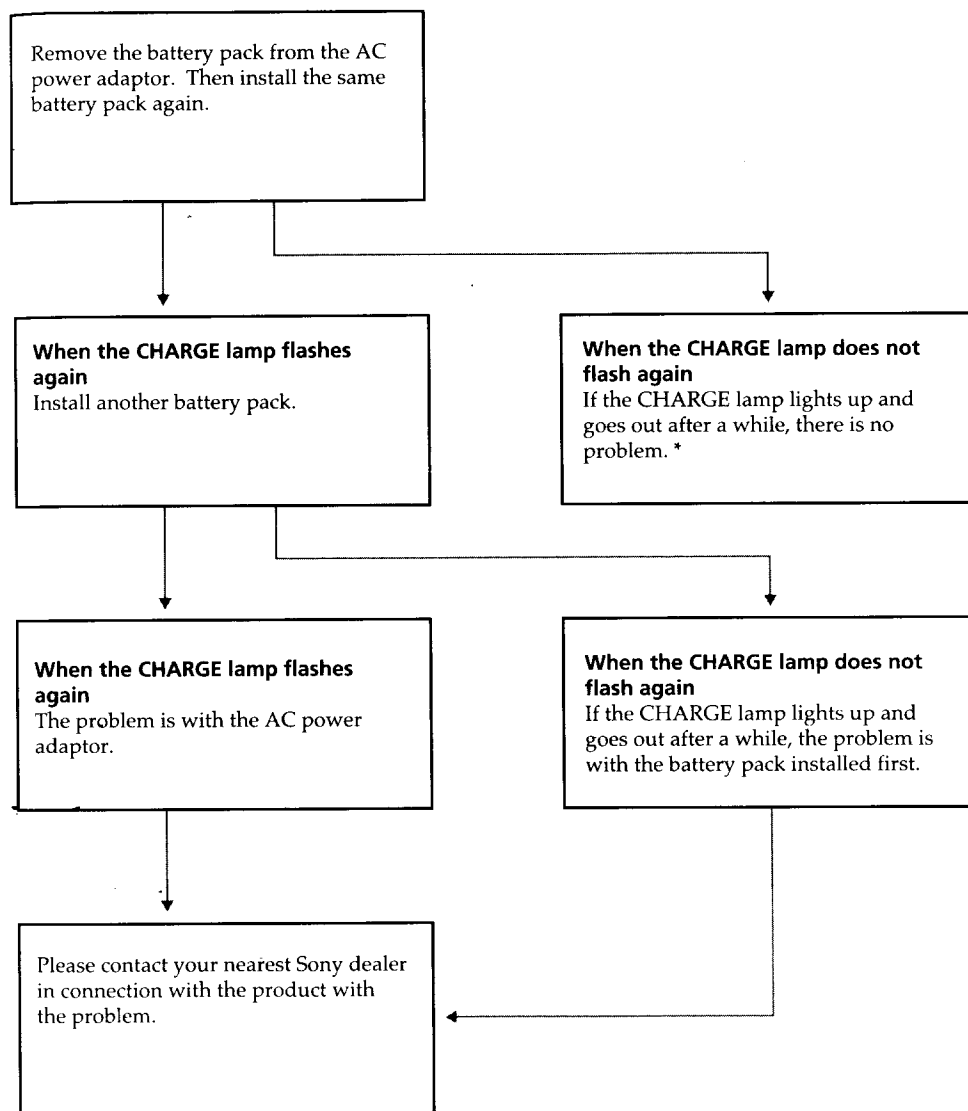 Remove the battery pack from the AC
power adaptor. Then install the same
battery pack again.
When the CHARGE lamp flashes
again
Install another battery pack.
When the CHARGE lamp does not
flash again
If the CHARGE lamp lights up and
goes out after a while, there is no
problem. *
When the CHARGE lamp flashes
again
The problem is with the AC power
adaptor.
When the CHARGE lamp does not
flash again
If the CHARGE lamp lights up and
goes out after a while, the problem is
with the battery pack installed first.
Please contact your nearest Sony dealer
in connection with the product with
the problem.